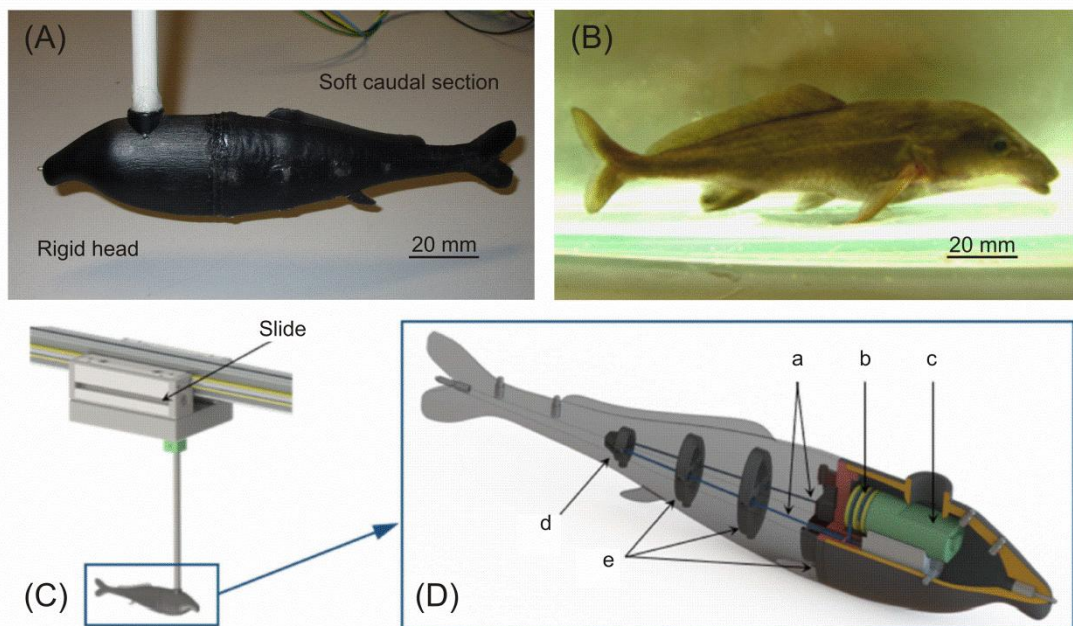 (A)
Soft caudal section
Rigid head
20 mm
(B)
20 mm
Slide
(C)
a
b
c
d
e
(D)